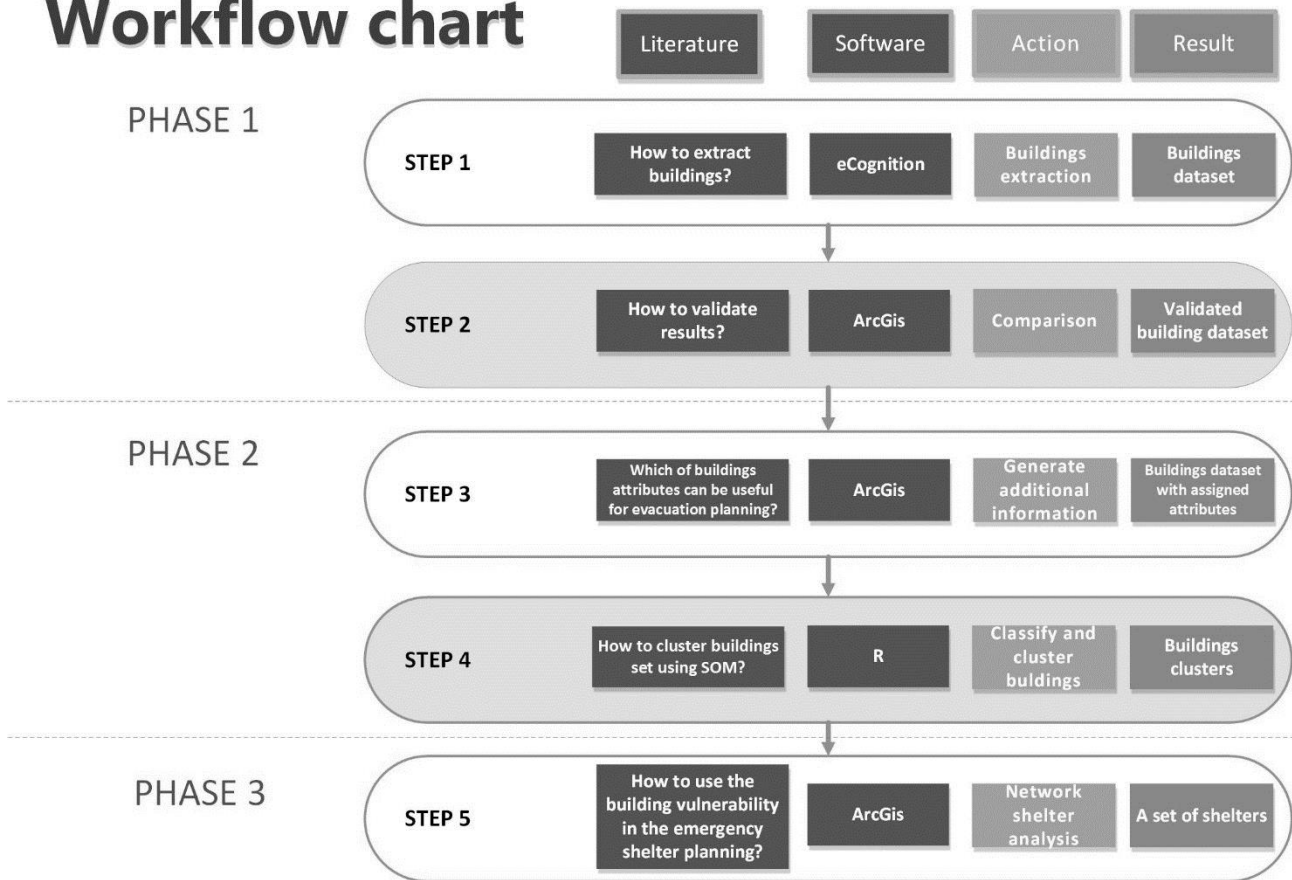 Workflow chart
Literature
Software
Action
Result
PHASE 1
STEP 1
How to extract
buildings?
eCognition
Buildings
extraction
Buildings
dataset
STEP 2
How to validate
results?
ArcGis
Comparison
Validated
building dataset
PHASE 2
STEP 3
Which of buildings
attributes can be useful
for evacuation planning?
ArcGis
Generate
additional
information
Buildings dataset
with assigned
attributes
STEP 4
How to cluster buildings
set using SOM?
R
Classify and
cluster
buldings
Buildings
clusters
PHASE 3
STEP 5
How to use the
building vulnerability
in the emergency
shelter planning?
ArcGis
Network
shelter
analysis
A set of shelters